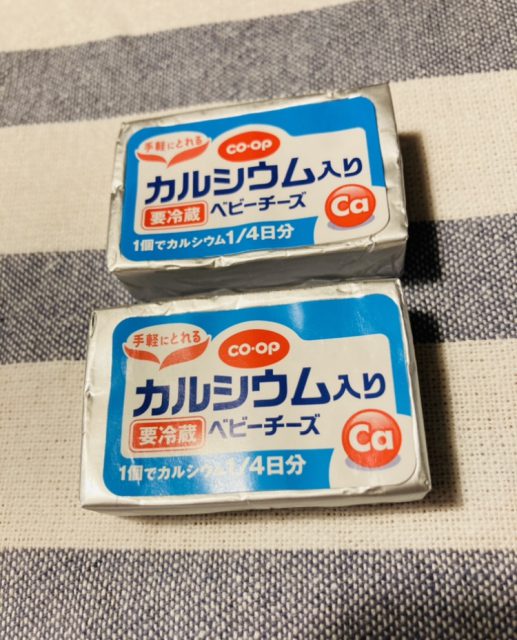 手軽にとれる
co・op
カルシウム入り
要冷蔵 ベビーチーズ
Ca
1個でカルシウム1/4日分
手軽にとれる
co・op
カルシウム入り
要冷蔵 ベビーチーズ
Ca
1個でカルシウム1/4日分